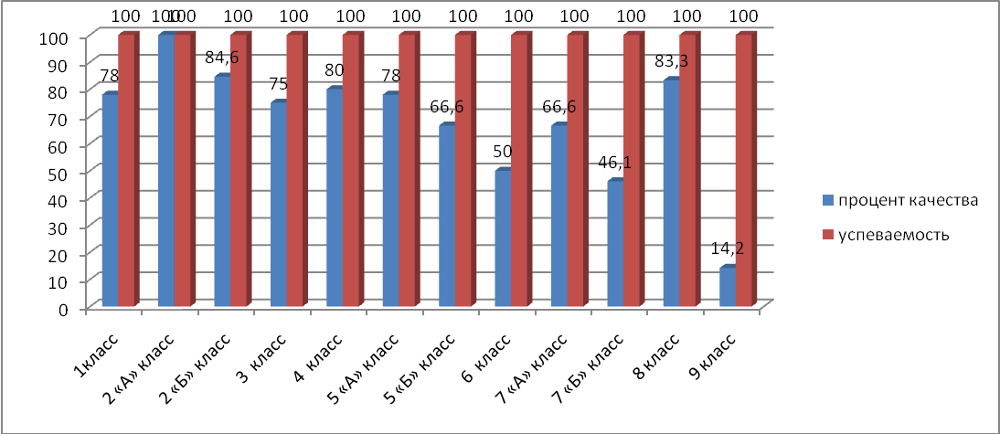 100 100 100 100 100 100 100 100 100 100 100 100 100
78 84,6 75 80 78 66,6 50 66,6 46,1 83,3 14,2
100
90
80
70
60
50
40
30
20
10
0
1класс
2 «А» класс
2 «Б» класс
3 класс
4 класс
5 «А» класс
5 «Б» класс
6 класс
7 «А» класс
7 «Б» класс
8 класс
9 класс
процент качества
успеваемость